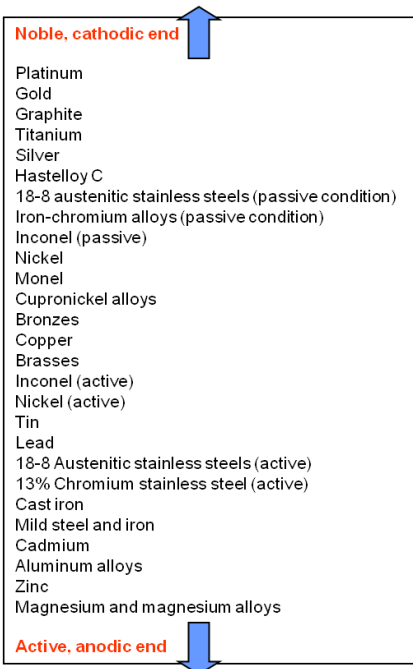 Noble, cathodic end
Platinum
Gold
Graphite
Titanium
Silver
Hastelloy C
18-8 austenitic stainless steels (passive condition)
Iron-chromium alloys (passive condition)
Inconel (passive)
Nickel
Monel
Cupronickel alloys
Bronzes
Copper
Brasses
Inconel (active)
Nickel (active)
Tin
Lead
18-8 Austenitic stainless steels (active)
13% Chromium stainless steel (active)
Cast iron
Mild steel and iron
Cadmium
Aluminum alloys
Zinc
Magnesium and magnesium alloys
Active, anodic end